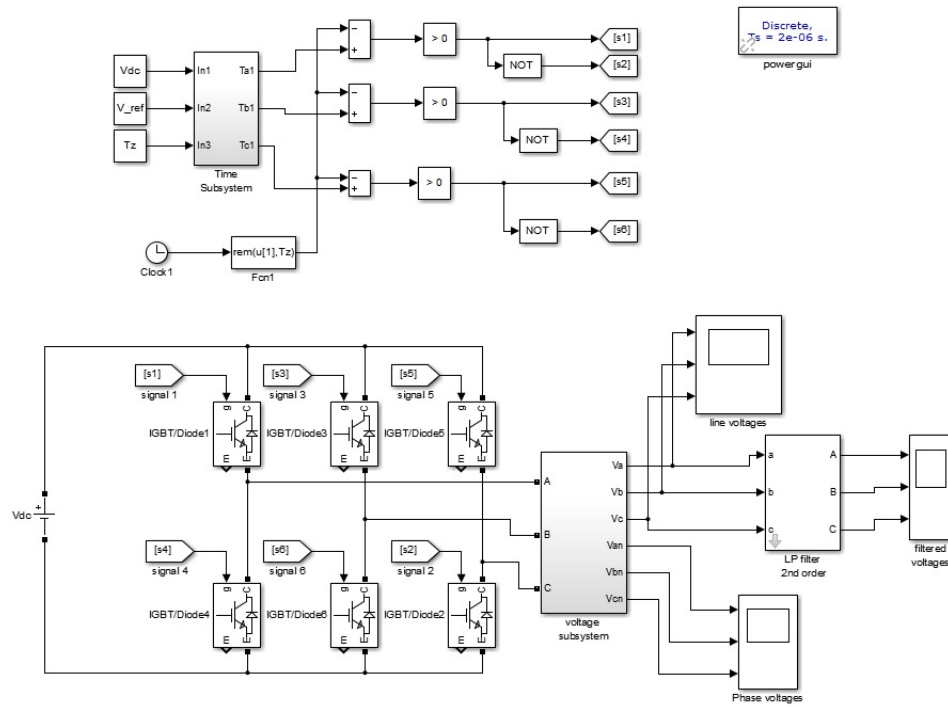 Discrete,
Ts = 2e-06 s.
powergui
Vdc
V_ref
Tz
In1
In2
In3
Ta1
Tb1
Tc1
Time
Subsystem
−
+
> 0
[s1]
NOT
[s2]
−
+
> 0
[s3]
NOT
[s4]
−
+
> 0
[s5]
NOT
[s6]
Clock1
rem(u[1],Tz)
Fcn1
[s1]
signal 1
[s3]
signal 3
[s5]
signal 5
g
C
m
E
IGBT/Diode1
g
C
m
E
IGBT/Diode3
g
C
m
E
IGBT/Diode5
Vdc
+
[s4]
signal 4
[s6]
signal 6
[s2]
signal 2
g
C
m
E
IGBT/Diode4
g
C
m
E
IGBT/Diode6
g
C
m
E
IGBT/Diode2
A
B
C
Va
Vb
Vc
Van
Vbn
Vcn
voltage
subsystem
line voltages
a
b
c
A
B
C
LP filter
2nd order
filtered
voltages
Phase voltages